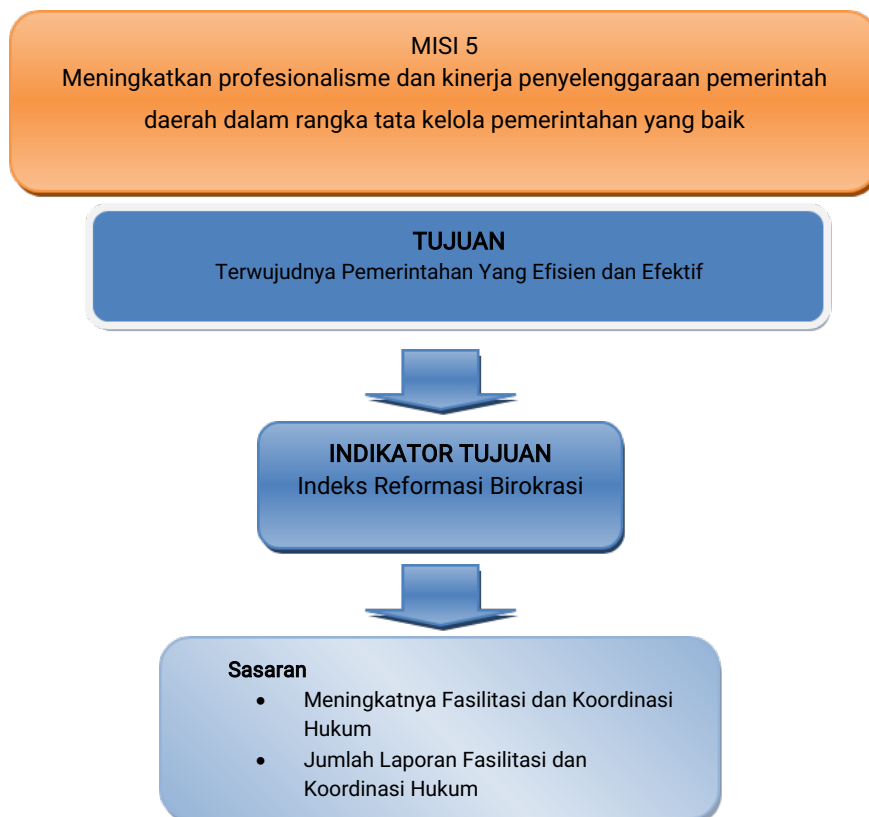 MISI 5
Meningkatkan profesionalisme dan kinerja penyelenggaraan pemerintah
daerah dalam rangka tata kelola pemerintahan yang baik
TUJUAN
Terwujudnya Pemerintahan Yang Efisien dan Efektif
INDIKATOR TUJUAN
Indeks Reformasi Birokrasi
Sasaran
• Meningkatnya Fasilitasi dan Koordinasi
Hukum
• Jumlah Laporan Fasilitasi dan
Koordinasi Hukum